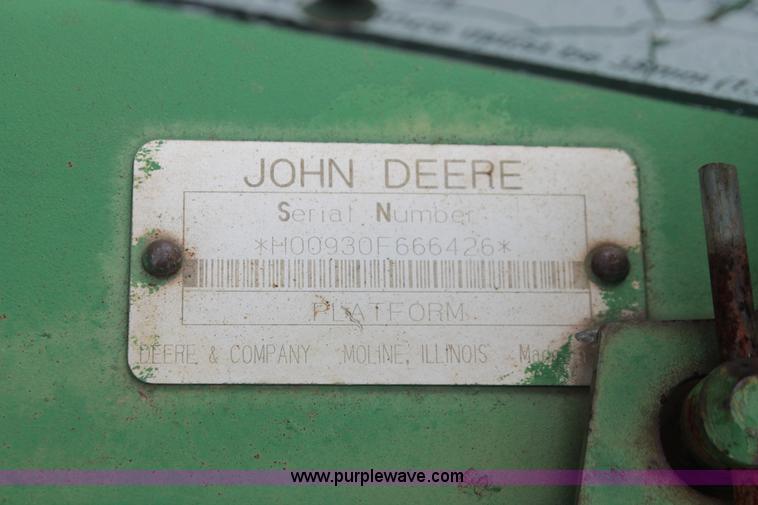 JOHN DEERE
Serial Number
*H00930F666426*
PLATFORM
DEERE & COMPANY MOLINE, ILLINOIS
www.purplewave.com